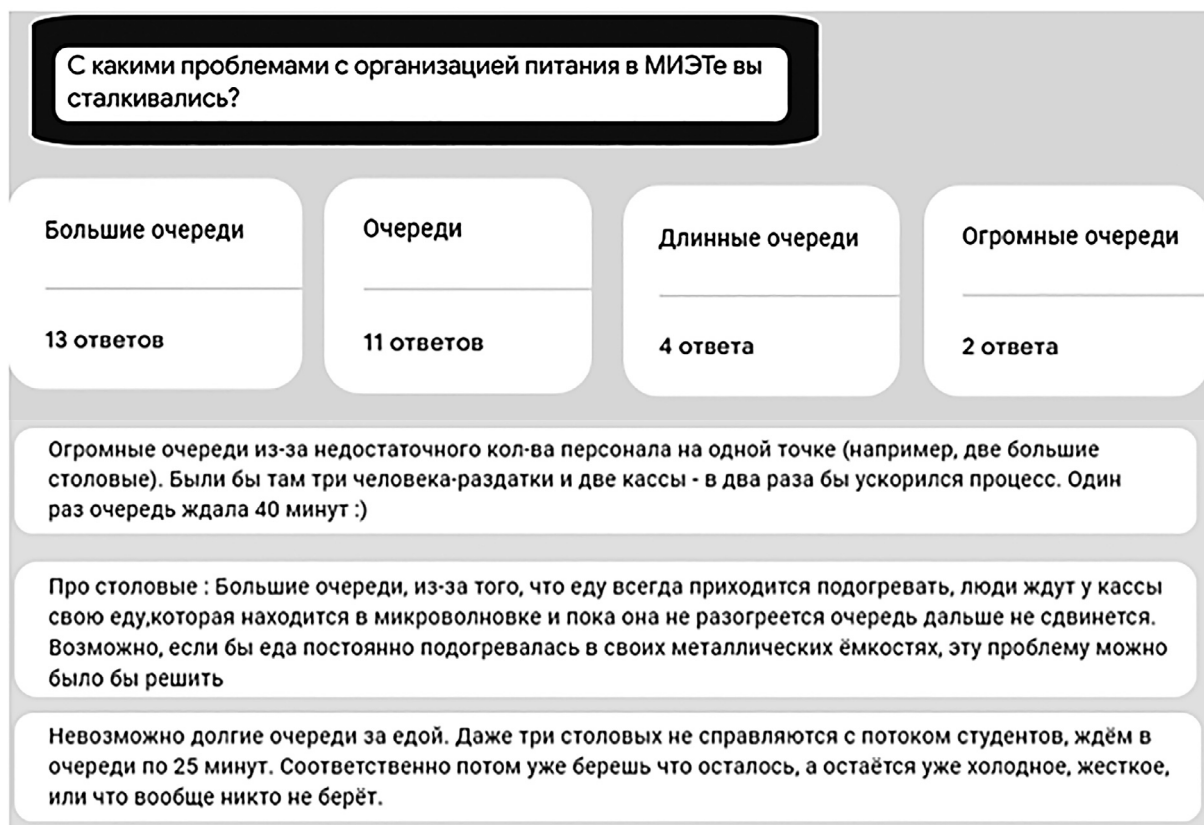 С какими проблемами с организацией питания в МИЭТе вы
сталкивались?
Большие очереди
13 ответов
Очереди
11 ответов
Длинные очереди
4 ответа
Огромные очереди
2 ответа
Огромные очереди из-за недостаточного кол-ва персонала на одной точке (например, две большие
столовые). Были бы там три человека-раздатки и две кассы - в два раза бы ускорился процесс. Один
раз очередь ждала 40 минут :)
Про столовые : Большие очереди, из-за того, что еду всегда приходится подогревать, люди ждут у кассы
свою еду,которая находится в микроволновке и пока она не разогреется очередь дальше не сдвинется.
Возможно, если бы еда постоянно подогревалась в своих металлических ёмкостях, эту проблему можно
было бы решить
Невозможно долгие очереди за едой. Даже три столовых не справляются с потоком студентов, ждём в
очереди по 25 минут. Соответственно потом уже берешь что осталось, а остаётся уже холодное, жесткое,
или что вообще никто не берёт.